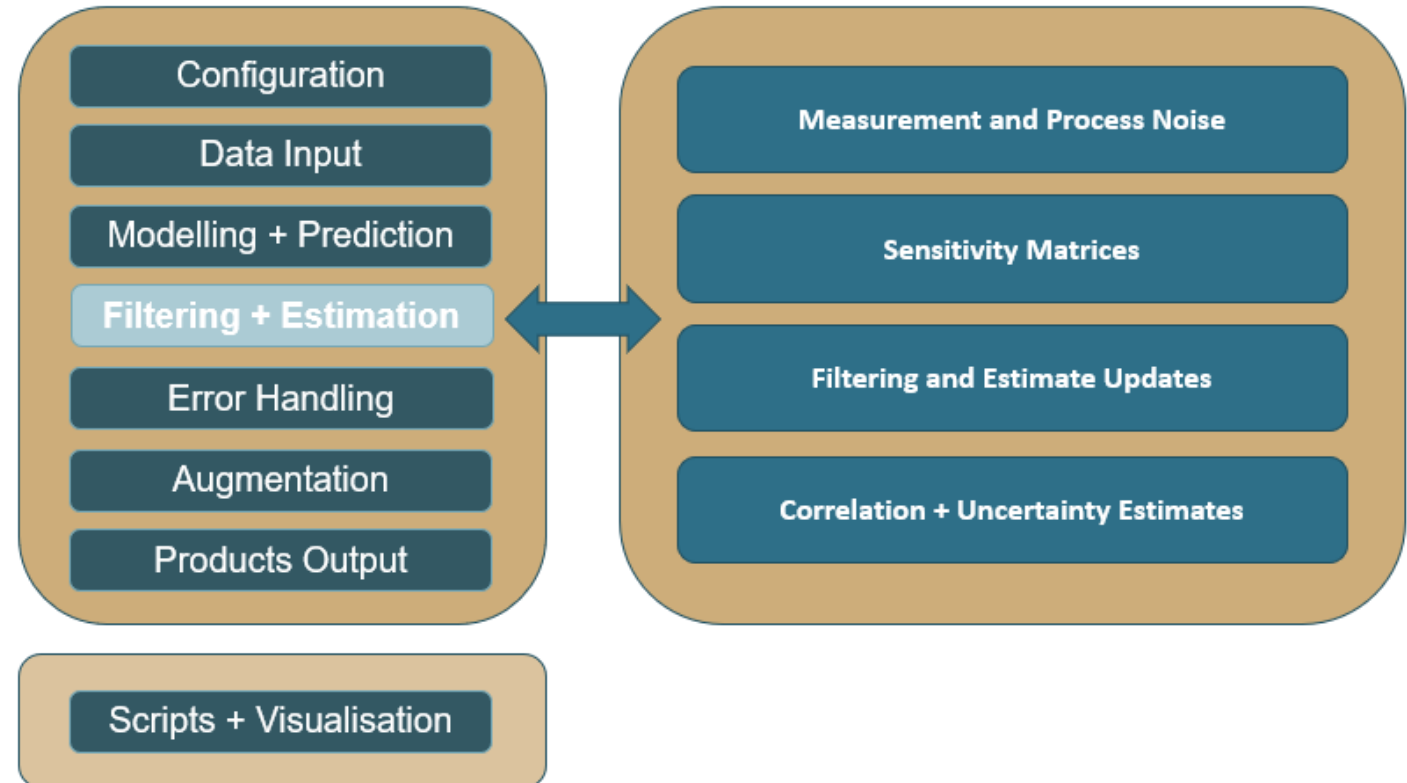 Configuration
Data Input
Modelling + Prediction
Filtering + Estimation
Error Handling
Augmentation
Products Output
Scripts + Visualisation
Measurement and Process Noise
Sensitivity Matrices
Filtering and Estimate Updates
Correlation + Uncertainty Estimates